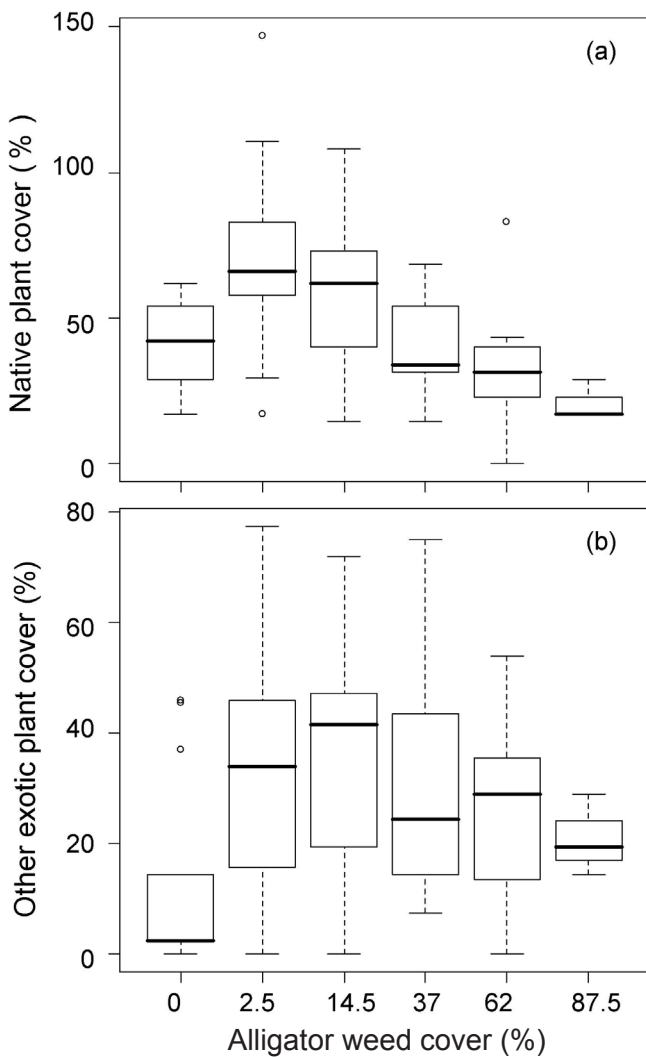 (a)
Native plant cover ( % )
150
100
50
0
(b)
Other exotic plant cover (%)
80
60
40
20
0
0 2.5 14.5 37 62 87.5
Alligator weed cover (%)